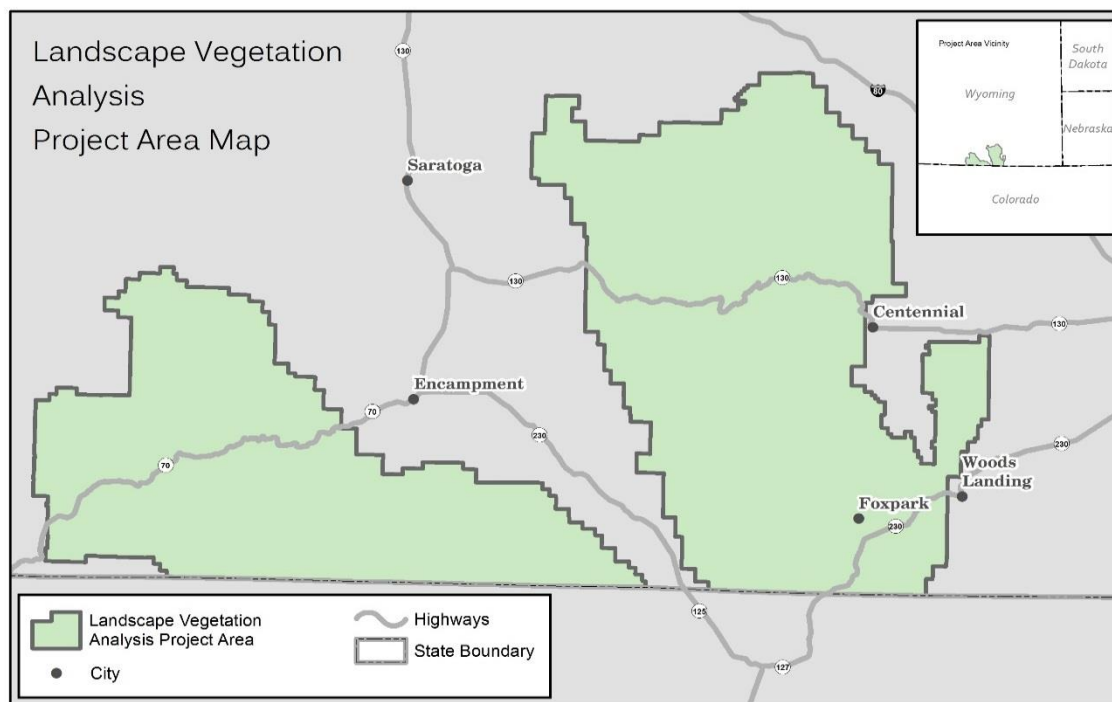 Landscape Vegetation
Analysis
Project Area Map
Project Area Vicinity
South
Dakota
Wyoming
Nebraska
Colorado
130
80
Saratoga
130
130
Centennial
130
Encampment
70
230
230
70
Woods
Landing
Foxpark
230
125
127
Landscape Vegetation
Analysis Project Area
City
Highways
State Boundary